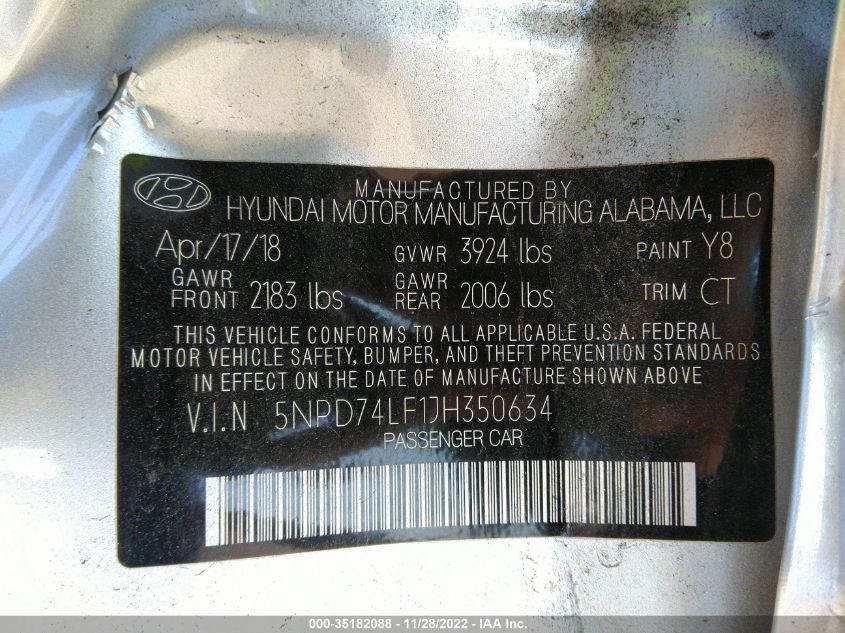 MANUFACTURED BY
HYUNDAI MOTOR MANUFACTURING ALABAMA, LLC
Apr/17/18 GVWR 3924 lbs PAINT Y8
GAWR FRONT 2183 lbs GAWR REAR 2006 lbs TRIM CT
THIS VEHICLE CONFORMS TO ALL APPLICABLE U.S.A. FEDERAL
MOTOR VEHICLE SAFETY, BUMPER, AND THEFT PREVENTION STANDARDS
IN EFFECT ON THE DATE OF MANUFACTURE SHOWN ABOVE
V.I.N 5NPD74LF1JH350634
PASSENGER CAR
000-35182088 - 11/28/2022 - IAA Inc.